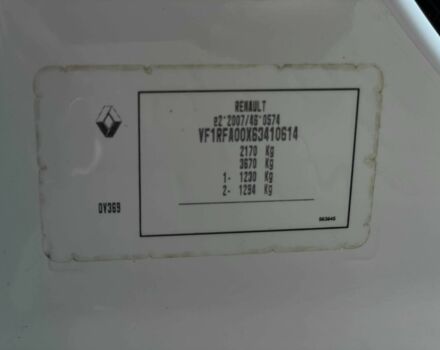 RENAULT
e2*2007/46*0574
VF1RFA00X63410614
2170 Kg
3670 Kg
1- 1230 Kg
2- 1294 Kg
OV369